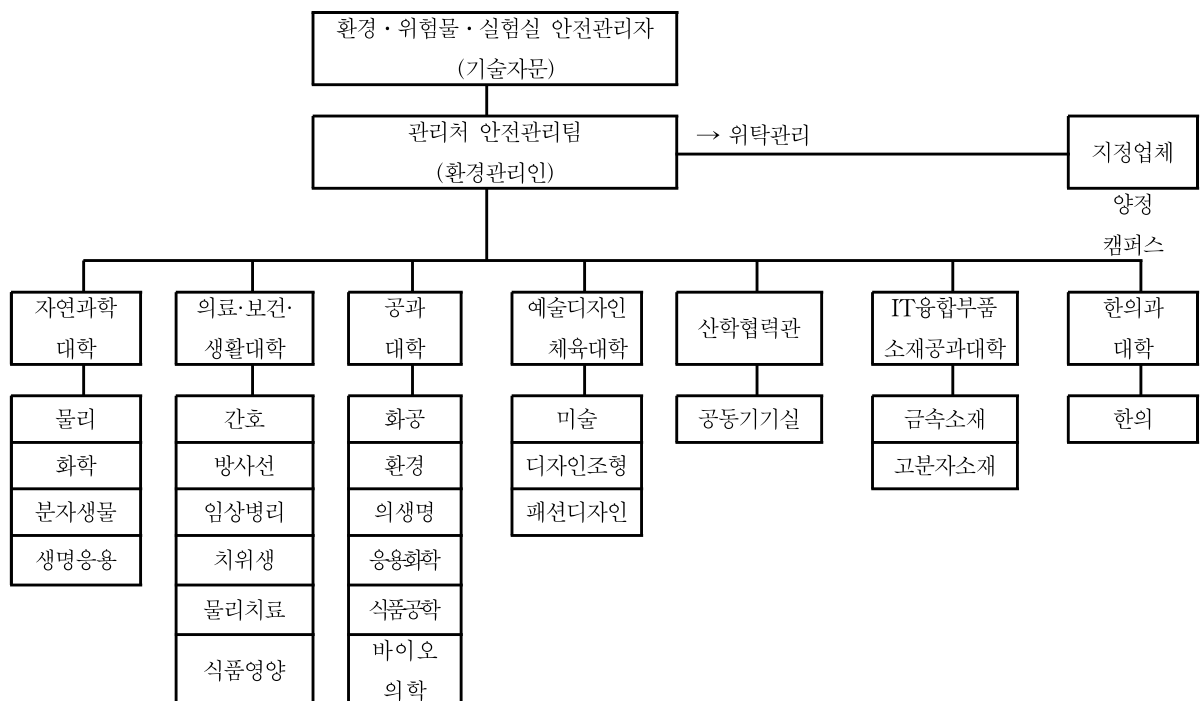 환경·위험물·실험실 안전관리자
(기술자문)
관리처 안전관리팀
(환경관리인)
→ 위탁관리
지정업체
양정
캠퍼스
자연과학
대학
의료·보건·
생활대학
공과
대학
예술디자인
체육대학
산학협력관
IT융합부품
소재공과대학
한의과
대학
물리
화학
분자생물
생명응용
간호
방사선
임상병리
치위생
물리치료
식품영양
화공
환경
의생명
응용화학
식품공학
바이오
의학
미술
디자인조형
패션디자인
공동기기실
금속소재
고분자소재
한의